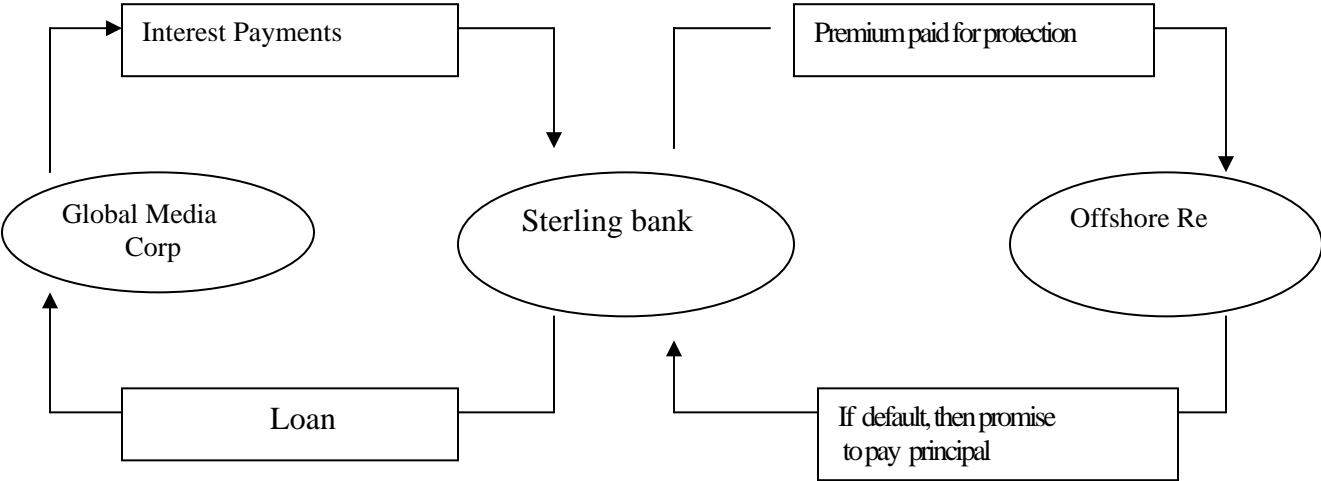 Interest Payments
Premium paid for protection
Global Media
Corp
Sterling bank
Offshore Re
Loan
If default, then promise
to pay principal